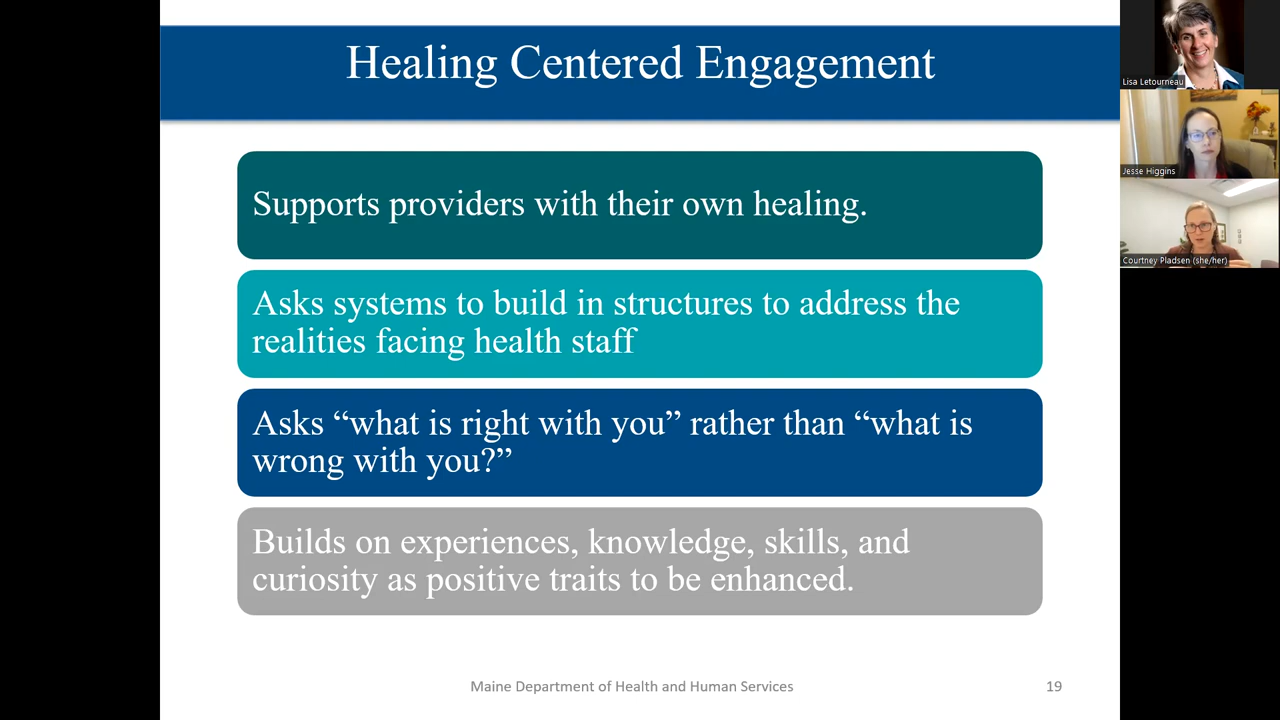 Healing Centered Engagement
Supports providers with their own healing.
Asks systems to build in structures to address the
realities facing health staff
Asks “what is right with you” rather than “what is
wrong with you?”
Builds on experiences, knowledge, skills, and
curiosity as positive traits to be enhanced.
Maine Department of Health and Human Services
19
Lisa Letourneau
Jesse Higgins
Courtney Pladsen (she/her)